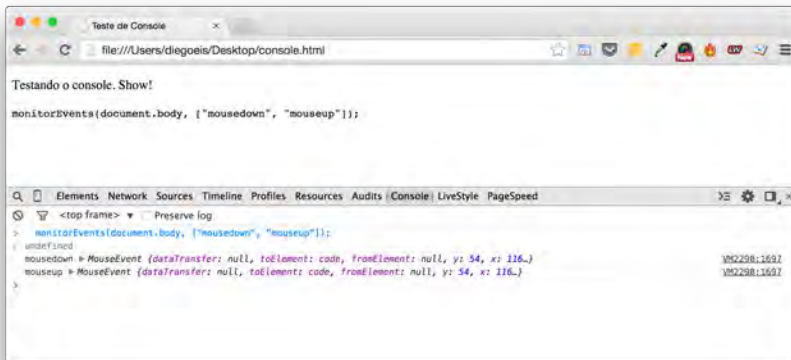 Teste de Console
file:///Users/diegoeis/Desktop/console.html
New
Testando o console. Show!
monitorEvents(document.body, ["mousedown", "mouseup"]);
Elements Network Sources Timeline Profiles Resources Audits Console LiveStyle PageSpeed
<top frame> Preserve log
monitorEvents(document.body, ["mousedown", "mouseup"]);
undefined
mousedown MouseEvent {dataTransfer: null, toElement: code, fromElement: null, y: 54, x: 116…} VM2298:1697
mouseup MouseEvent {dataTransfer: null, toElement: code, fromElement: null, y: 54, x: 116…} VM2298:1697